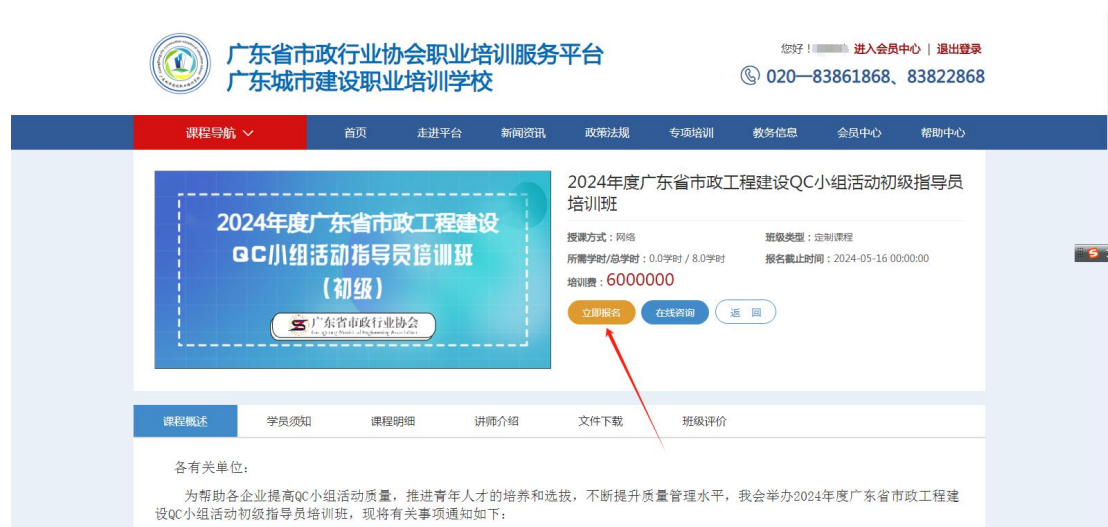 广东省市政行业协会职业培训服务平台
广东城市建设职业培训学校
您好！ 进入会员中心 | 退出登录
020—83861868、83822868
课程导航 首页 走进平台 新闻资讯 政策法规 专项培训 教务信息 会员中心 帮助中心
2024年度广东省市政工程建设
QC小组活动指导员培训班
（初级）
广东省市政行业协会
2024年度广东省市政工程建设QC小组活动初级指导员
培训班
授课方式：网络 班级类型：定制课程
所需学时/总学时：0.0学时 / 8.0学时 报名截止时间：2024-05-16 00:00:00
培训费：6000000
立即报名 在线咨询 返 回
课程概述 学员须知 课程明细 讲师介绍 文件下载 班级评价
各有关单位：
为帮助各企业提高QC小组活动质量，推进青年人才的培养和选拔，不断提升质量管理水平，我会举办2024年度广东省市政工程建
设QC小组活动初级指导员培训班，现将有关事项通知如下：